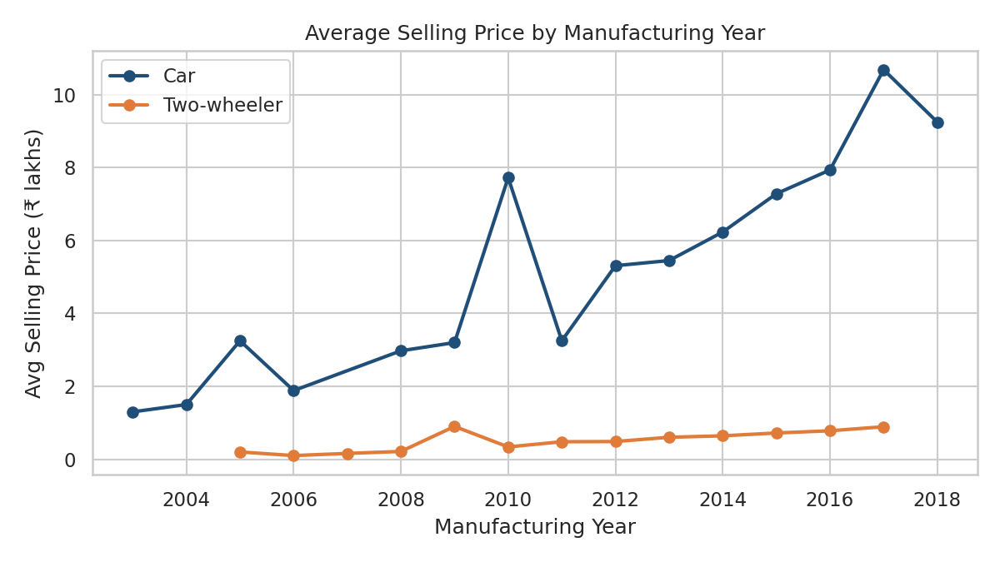 Average Selling Price by Manufacturing Year
Car
Two-wheeler
Avg Selling Price (₹ lakhs)
10
8
6
4
2
0
2004 2006 2008 2010 2012 2014 2016 2018
Manufacturing Year